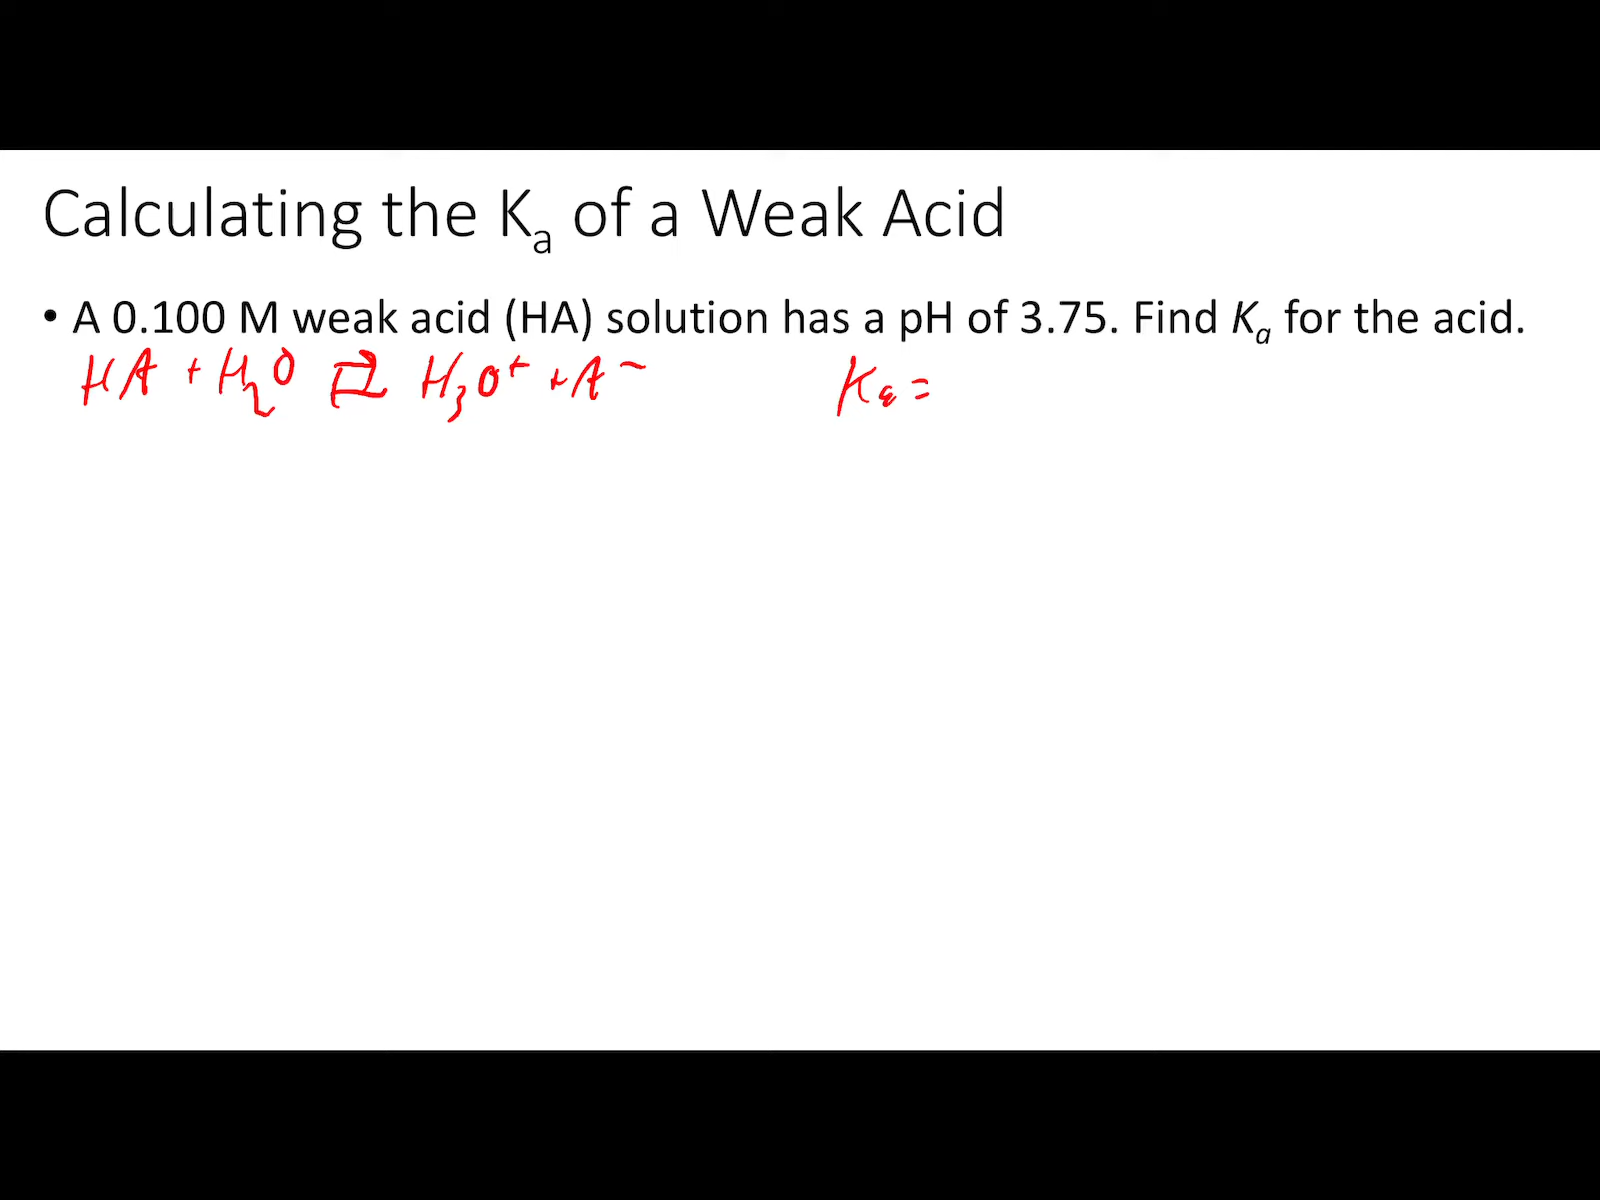 Calculating the Kₐ of a Weak Acid
• A 0.100 M weak acid (HA) solution has a pH of 3.75. Find Kₐ for the acid.
HA + H₂O ⇄ H₃O⁺ + A⁻ Kₐ =